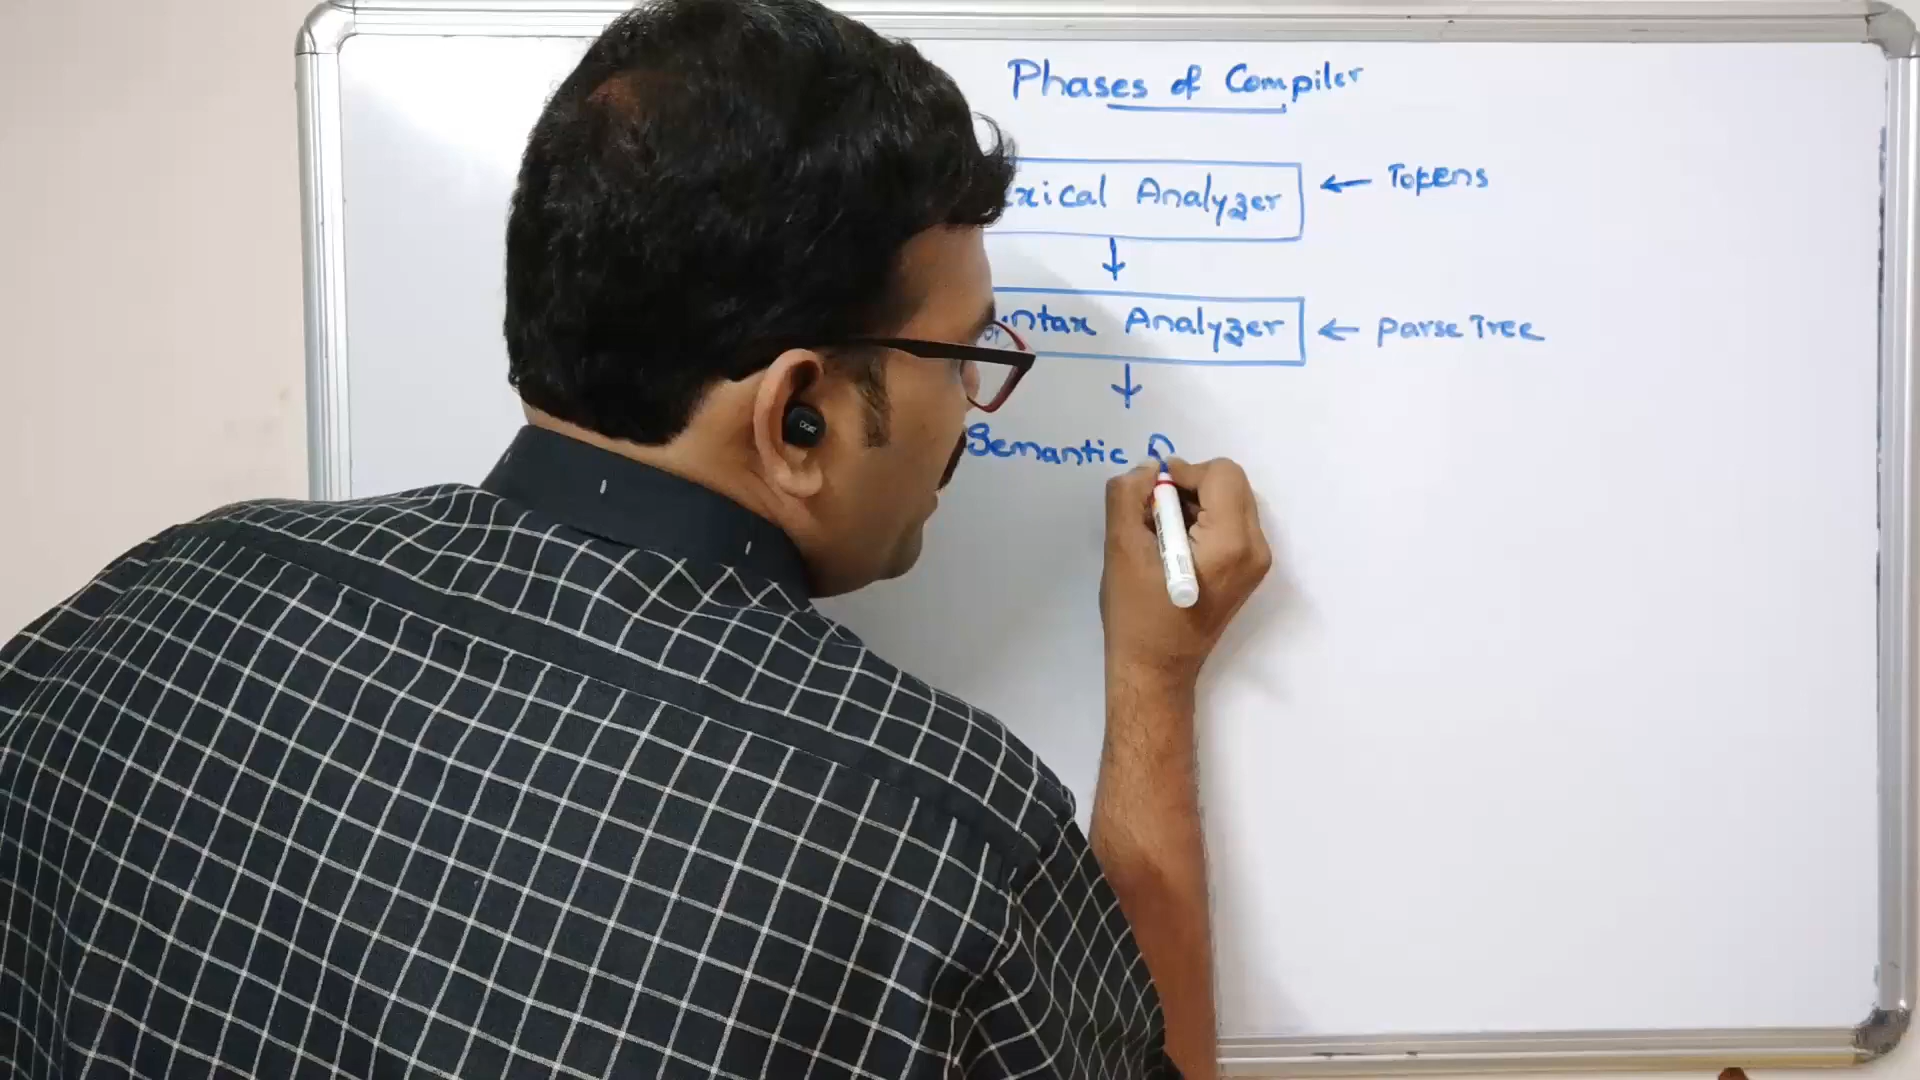 Phases of Compiler
xical Analyzer ← Tokens
ntax Analyzer ← parse Tree
Semantic A